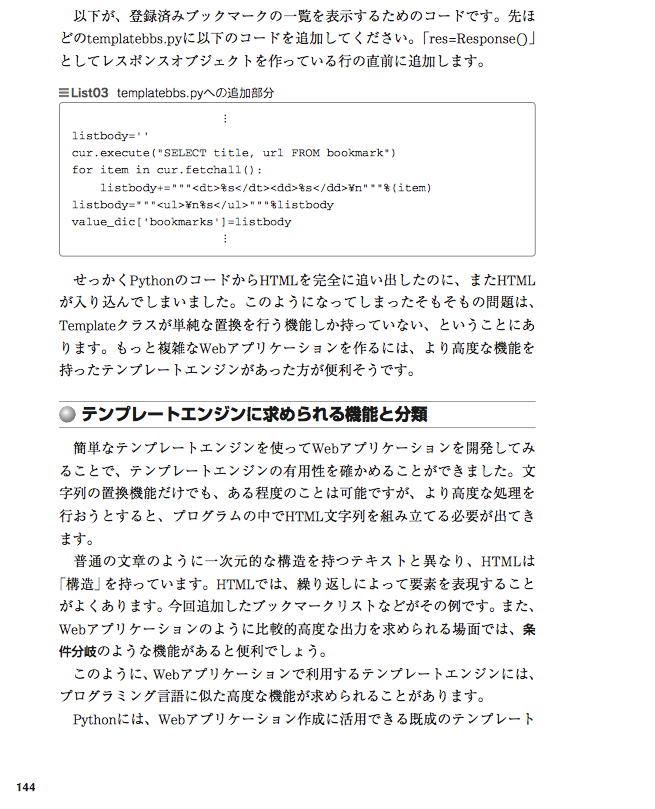 以下が、登録済みブックマークの一覧を表示するためのコードです。先ほ
どのtemplatebbs.pyに以下のコードを追加してください。「res=Response()」
としてレスポンスオブジェクトを作っている行の直前に追加します。
List03 templatebbs.pyへの追加部分
⋮
listbody=''
cur.execute("SELECT title, url FROM bookmark")
for item in cur.fetchall():
    listbody+="""<dt>%s</dt><dd>%s</dd>¥n"""%(item)
listbody="""<ul>¥n%s</ul>"""%listbody
value_dic['bookmarks']=listbody
⋮
せっかくPythonのコードからHTMLを完全に追い出したのに、またHTML
が入り込んでしまいました。このようになってしまったそもそもの問題は、
Templateクラスが単純な置換を行う機能しか持っていない、ということにあ
ります。もっと複雑なWebアプリケーションを作るには、より高度な機能を
持ったテンプレートエンジンがあった方が便利そうです。
テンプレートエンジンに求められる機能と分類
簡単なテンプレートエンジンを使ってWebアプリケーションを開発してみ
ることで、テンプレートエンジンの有用性を確かめることができました。文
字列の置換機能だけでも、ある程度のことは可能ですが、より高度な処理を
行おうとすると、プログラムの中でHTML文字列を組み立てる必要が出てき
ます。
普通の文章のように一次元的な構造を持つテキストと異なり、HTMLは
「構造」を持っています。HTMLでは、繰り返しによって要素を表現すること
がよくあります。今回追加したブックマークリストなどがその例です。また、
Webアプリケーションのように比較的高度な出力を求められる場面では、条
件分岐のような機能があると便利でしょう。
このように、Webアプリケーションで利用するテンプレートエンジンには、
プログラミング言語に似た高度な機能が求められることがあります。
Pythonには、Webアプリケーション作成に活用できる既成のテンプレート
144